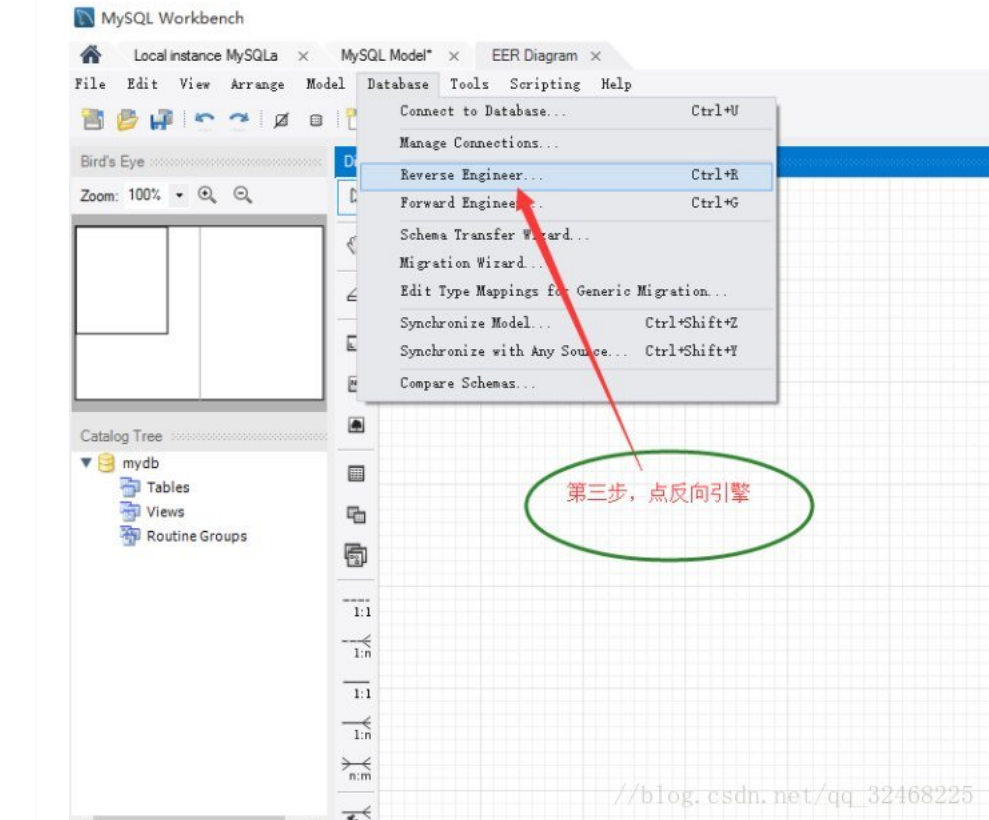 MySQL Workbench
Local instance MySQLa × MySQL Model* × EER Diagram ×
File Edit View Arrange Model Database Tools Scripting Help
Connect to Database... Ctrl+U
Manage Connections...
Reverse Engineer... Ctrl+R
Forward Engineer... Ctrl+G
Schema Transfer Wizard...
Migration Wizard...
Edit Type Mappings for Generic Migration...
Synchronize Model... Ctrl+Shift+Z
Synchronize with Any Source... Ctrl+Shift+Y
Compare Schemas...
Bird's Eye
Zoom: 100%
Di
Catalog Tree
mydb
Tables
Views
Routine Groups
1:1
1:n
1:1
1:n
n:m
第三步，点反向引擎
//blog.csdn.net/qq_32468225